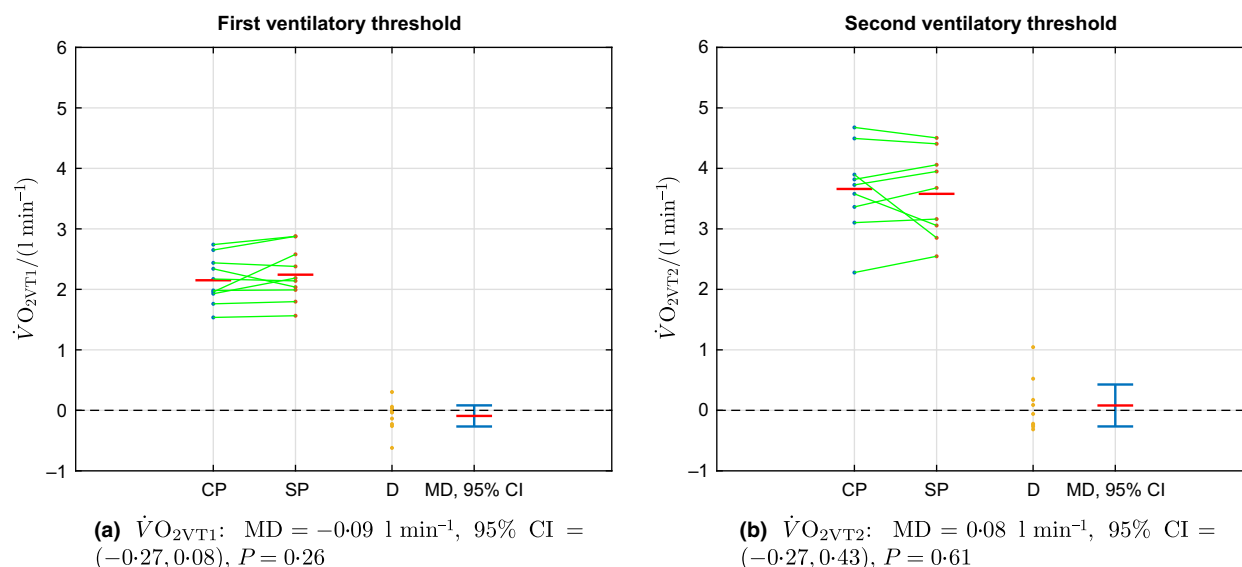 First ventilatory threshold
6
5
4
3
2
1
0
−1
V̇O₂VT1/(l min⁻¹)
CP SP D MD, 95% CI
(a) V̇O₂VT1: MD = −0·09 l min⁻¹, 95% CI =
(−0·27, 0·08), P = 0·26
Second ventilatory threshold
6
5
4
3
2
1
0
−1
V̇O₂VT2/(l min⁻¹)
CP SP D MD, 95% CI
(b) V̇O₂VT2: MD = 0·08 l min⁻¹, 95% CI =
(−0·27, 0·43), P = 0·61